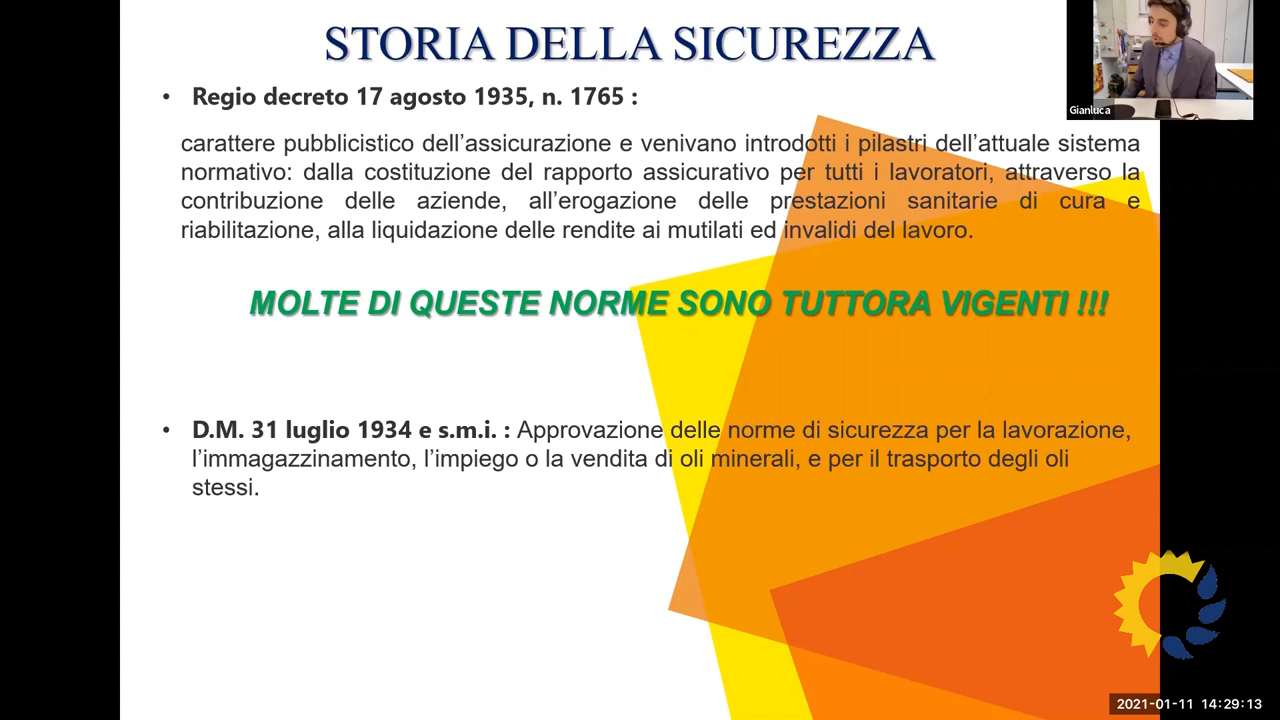 STORIA DELLA SICUREZZA
• Regio decreto 17 agosto 1935, n. 1765 :
carattere pubblicistico dell’assicurazione e venivano introdotti i pilastri dell’attuale sistema
normativo: dalla costituzione del rapporto assicurativo per tutti i lavoratori, attraverso la
contribuzione delle aziende, all’erogazione delle prestazioni sanitarie di cura e
riabilitazione, alla liquidazione delle rendite ai mutilati ed invalidi del lavoro.
MOLTE DI QUESTE NORME SONO TUTTORA VIGENTI !!!
• D.M. 31 luglio 1934 e s.m.i. : Approvazione delle norme di sicurezza per la lavorazione,
l’immagazzinamento, l’impiego o la vendita di oli minerali, e per il trasporto degli oli
stessi.
Gianluca
2021-01-11 14:29:13